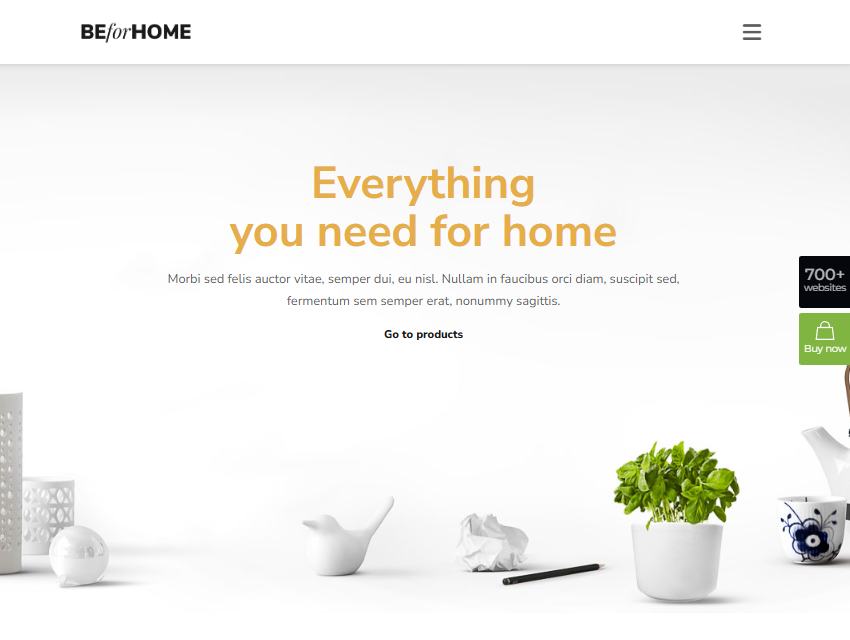 BEforHOME
Everything
you need for home
Morbi sed felis auctor vitae, semper dui, eu nisl. Nullam in faucibus orci diam, suscipit sed,
fermentum sem semper erat, nonummy sagittis.
Go to products
700+
websites
Buy now